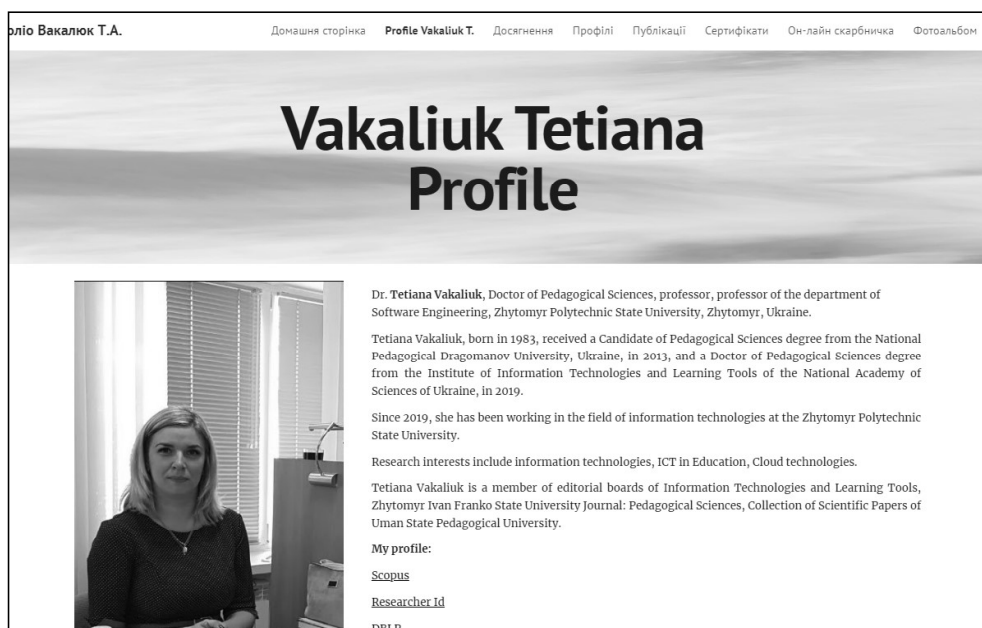 оліо Вакалюк Т.А.
Домашня сторінка Profile Vakaliuk T. Досягнення Профілі Публікації Сертифікати Он-лайн скарбничка Фотоальбом
Vakaliuk Tetiana
Profile
Dr. Tetiana Vakaliuk, Doctor of Pedagogical Sciences, professor, professor of the department of
Software Engineering, Zhytomyr Polytechnic State University, Zhytomyr, Ukraine.
Tetiana Vakaliuk, born in 1983, received a Candidate of Pedagogical Sciences degree from the National
Pedagogical Dragomanov University, Ukraine, in 2013, and a Doctor of Pedagogical Sciences degree
from the Institute of Information Technologies and Learning Tools of the National Academy of
Sciences of Ukraine, in 2019.
Since 2019, she has been working in the field of information technologies at the Zhytomyr Polytechnic
State University.
Research interests include information technologies, ICT in Education, Cloud technologies.
Tetiana Vakaliuk is a member of editorial boards of Information Technologies and Learning Tools,
Zhytomyr Ivan Franko State University Journal: Pedagogical Sciences, Collection of Scientific Papers of
Uman State Pedagogical University.
My profile:
Scopus
Researcher Id
DBLP